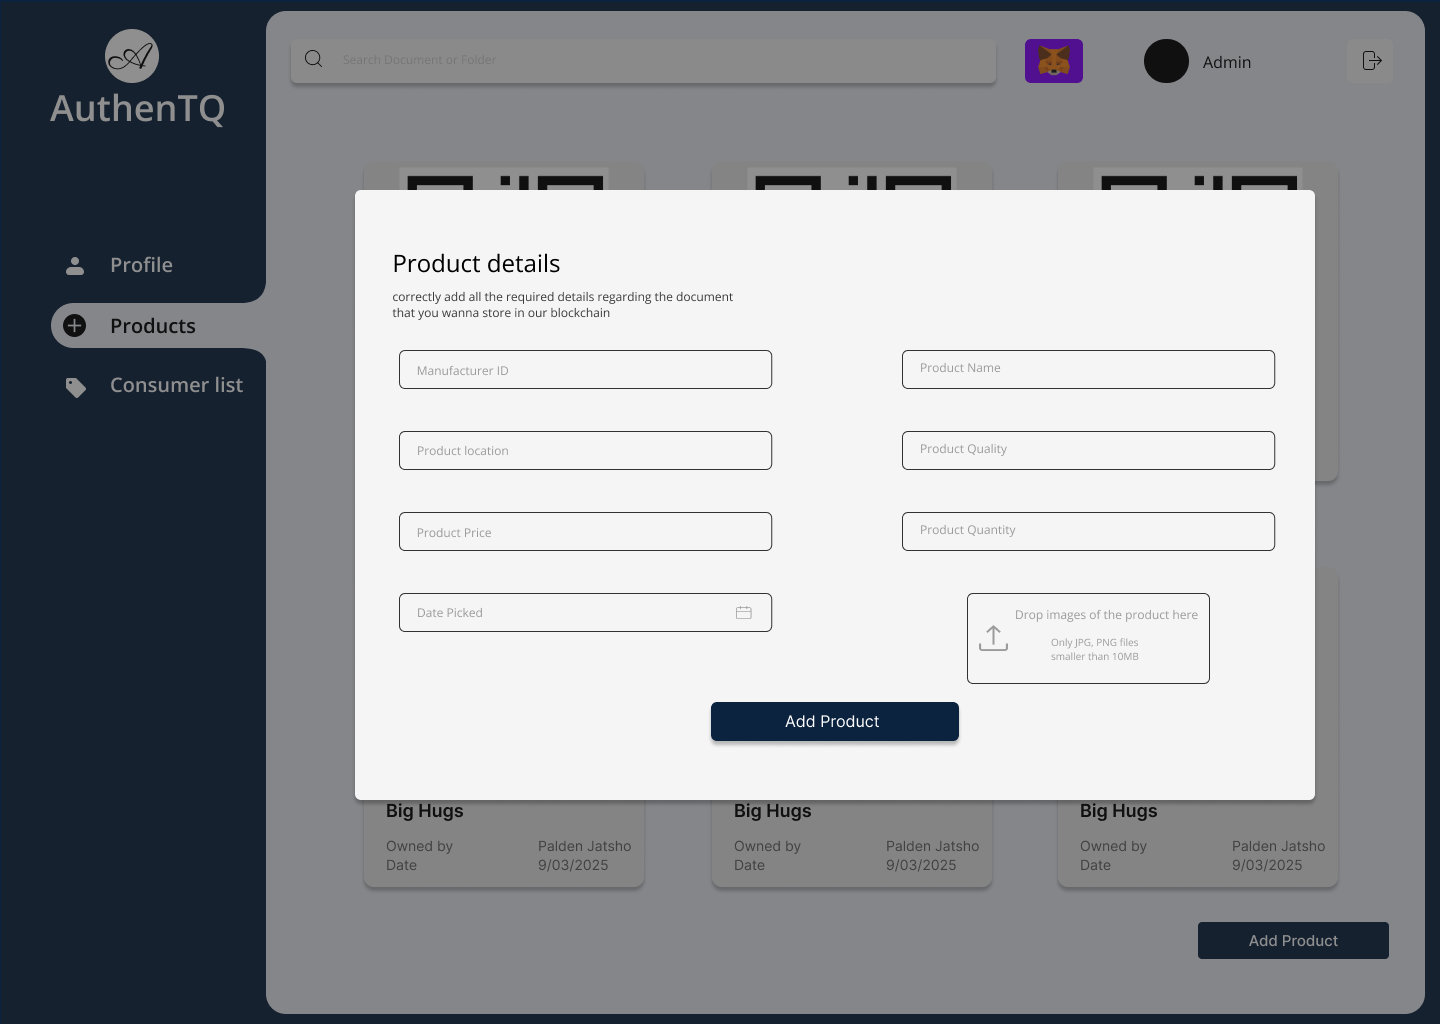 A
AuthenTQ
Search Document or Folder
Admin
Profile
Products
Consumer list
Product details
correctly add all the required details regarding the document
that you wanna store in our blockchain
Manufacturer ID
Product Name
Product location
Product Quality
Product Price
Product Quantity
Date Picked
Drop images of the product here
Only JPG, PNG files
smaller than 10MB
Add Product
Big Hugs
Owned by Palden Jatsho
Date 9/03/2025
Big Hugs
Owned by Palden Jatsho
Date 9/03/2025
Big Hugs
Owned by Palden Jatsho
Date 9/03/2025
Add Product